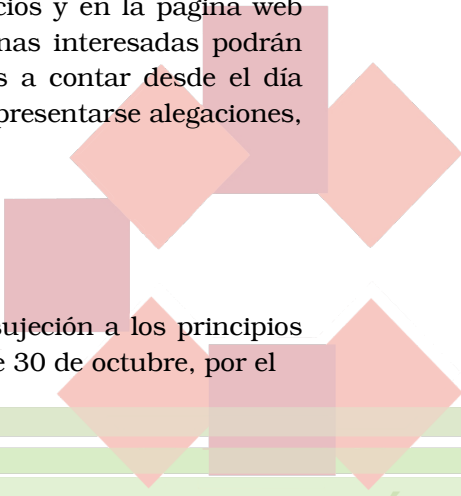 cios y en la página web
nas interesadas podrán
s a contar desde el día
presentarse alegaciones,
sujeción a los principios
e 30 de octubre, por el